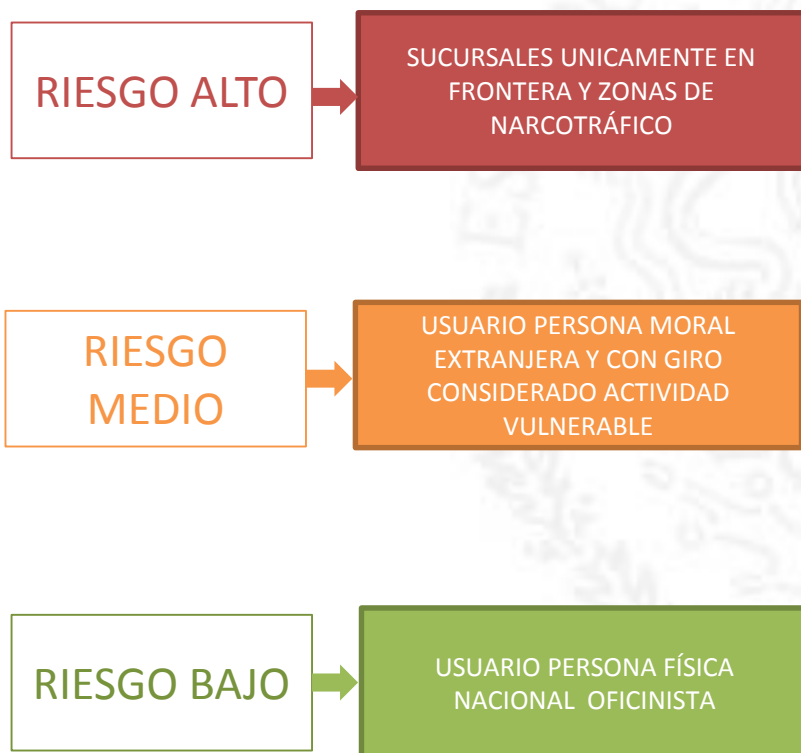 RIESGO ALTO
SUCURSALES UNICAMENTE EN
FRONTERA Y ZONAS DE
NARCOTRÁFICO
RIESGO
MEDIO
USUARIO PERSONA MORAL
EXTRANJERA Y CON GIRO
CONSIDERADO ACTIVIDAD
VULNERABLE
RIESGO BAJO
USUARIO PERSONA FÍSICA
NACIONAL OFICINISTA